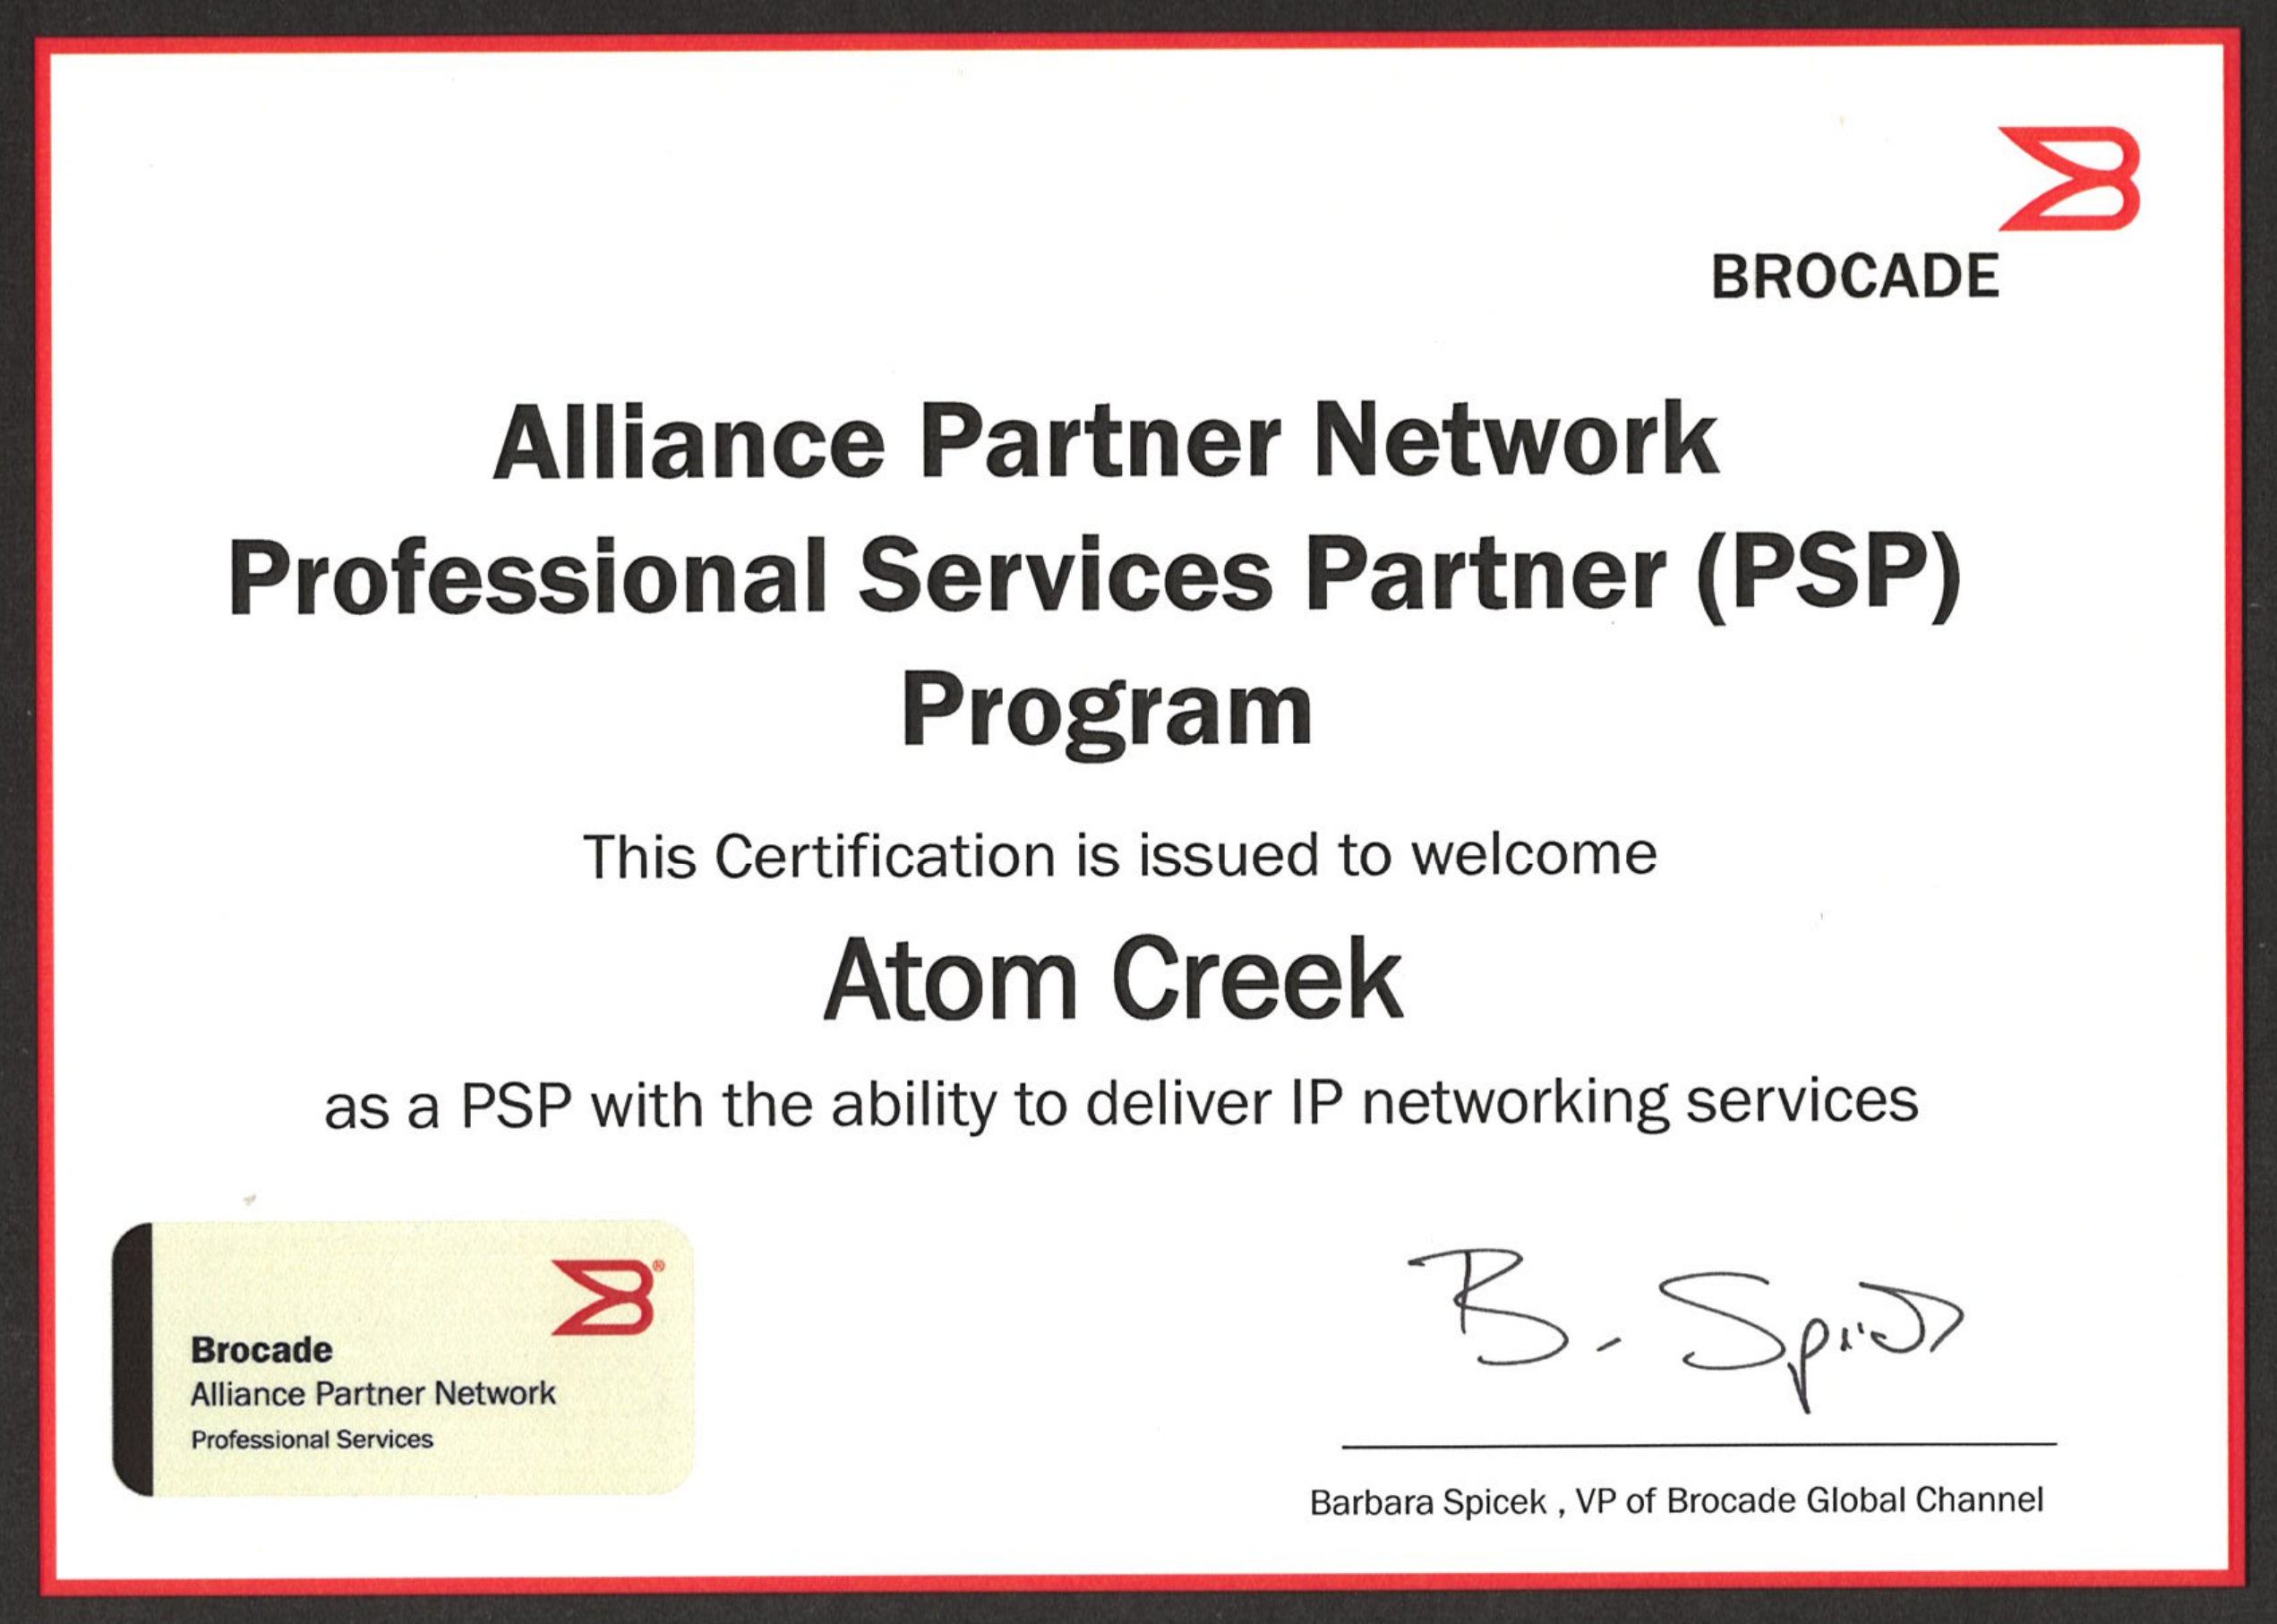 BROCADE
Alliance Partner Network
Professional Services Partner (PSP)
Program
This Certification is issued to welcome
Atom Creek
as a PSP with the ability to deliver IP networking services
®
Brocade
Alliance Partner Network
Professional Services
B. Spicek
Barbara Spicek , VP of Brocade Global Channel